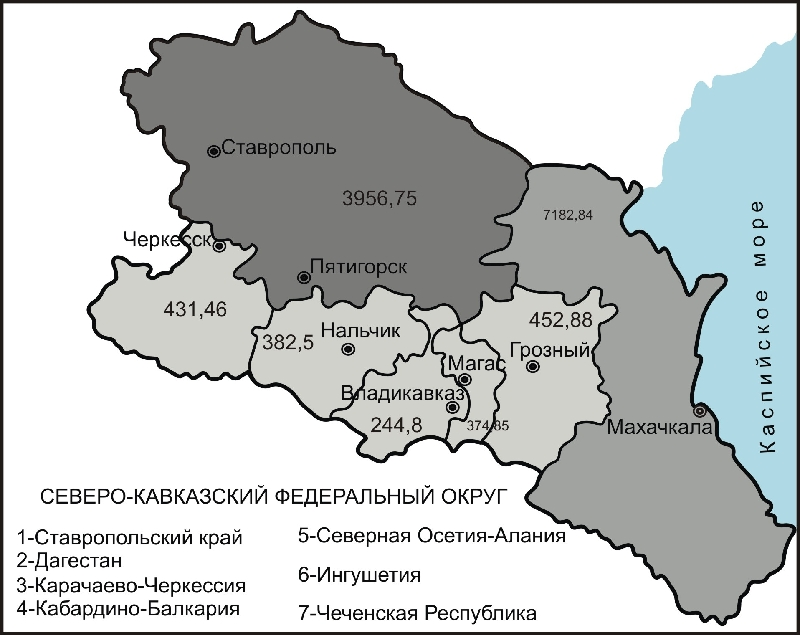 Ставрополь
3956,75
7182,84
Черкесск
Пятигорск
431,46
382,5
Нальчик
452,88
Грозный
Магас
Владикавказ
244,8
374,85
Махачкала
Каспийское море
СЕВЕРО-КАВКАЗСКИЙ ФЕДЕРАЛЬНЫЙ ОКРУГ
1-Ставропольский край
2-Дагестан
3-Карачаево-Черкессия
4-Кабардино-Балкария
5-Северная Осетия-Алания
6-Ингушетия
7-Чеченская Республика